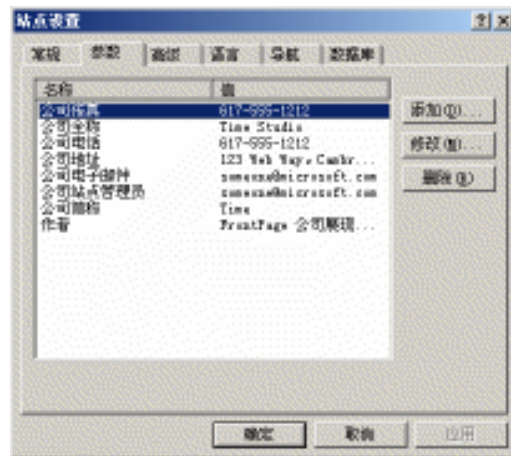 站点设置
常规 参数 高级 语言 导航 数据库
名称 值
公司传真 617-555-1212
公司全称 Time Studio
公司电话 617-555-1212
公司地址 123 Web Way, Cambr...
公司电子邮件 someone@microsoft.com
公司站点管理员 someone@microsoft.com
公司简称 Time
作者 FrontPage 公司展现...
添加(D)...
修改(M)...
删除(R)
确定 取消 应用